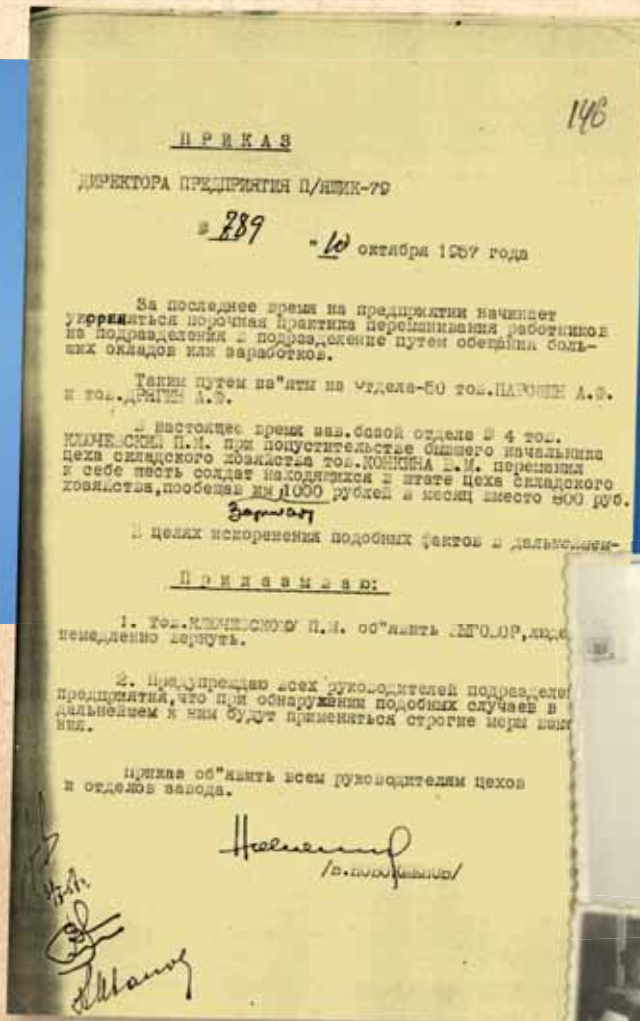 146
ПРИКАЗ
ДИРЕКТОРА ПРЕДПРИЯТИЯ П/ЯЩИК-79
№ 789
"10 октября 1957 года
За последнее время на предприятии начинает
укореняться порочная практика переманивания работников
из подразделения в подразделение путем обещания боль-
ших окладов или заработков.
Таким путем вз"яты из отдела-50 тов. А.Ф.
и тов.ДРЯГИН А.Ф.
В настоящее время зав.базой отдела № 4 тов.
КЛЮЧЕВСКИЙ П.М. при попустительстве бывшего начальника
цеха складского хозяйства тов.КОНКИНА В.М. переманил
к себе шесть солдат находящихся в штате цеха складского
хозяйства,пообещав им 1000 рублей в месяц вместо 800 руб.
Зарплату
В целях искоренения подобных фактов в дальнейшем-
Приказываю:
1. Тов.КЛЮЧЕВСКОМУ П.М. об"явить ВЫГОВОР,
немедленно вернуть.
2. Предупреждаю всех руководителей
предприятия,что при обнаружении подобных случаев в
дальнейшем к ним будут применяться строгие меры
ния.
Приказ об"явить всем руководителям цехов
и отделов завода.